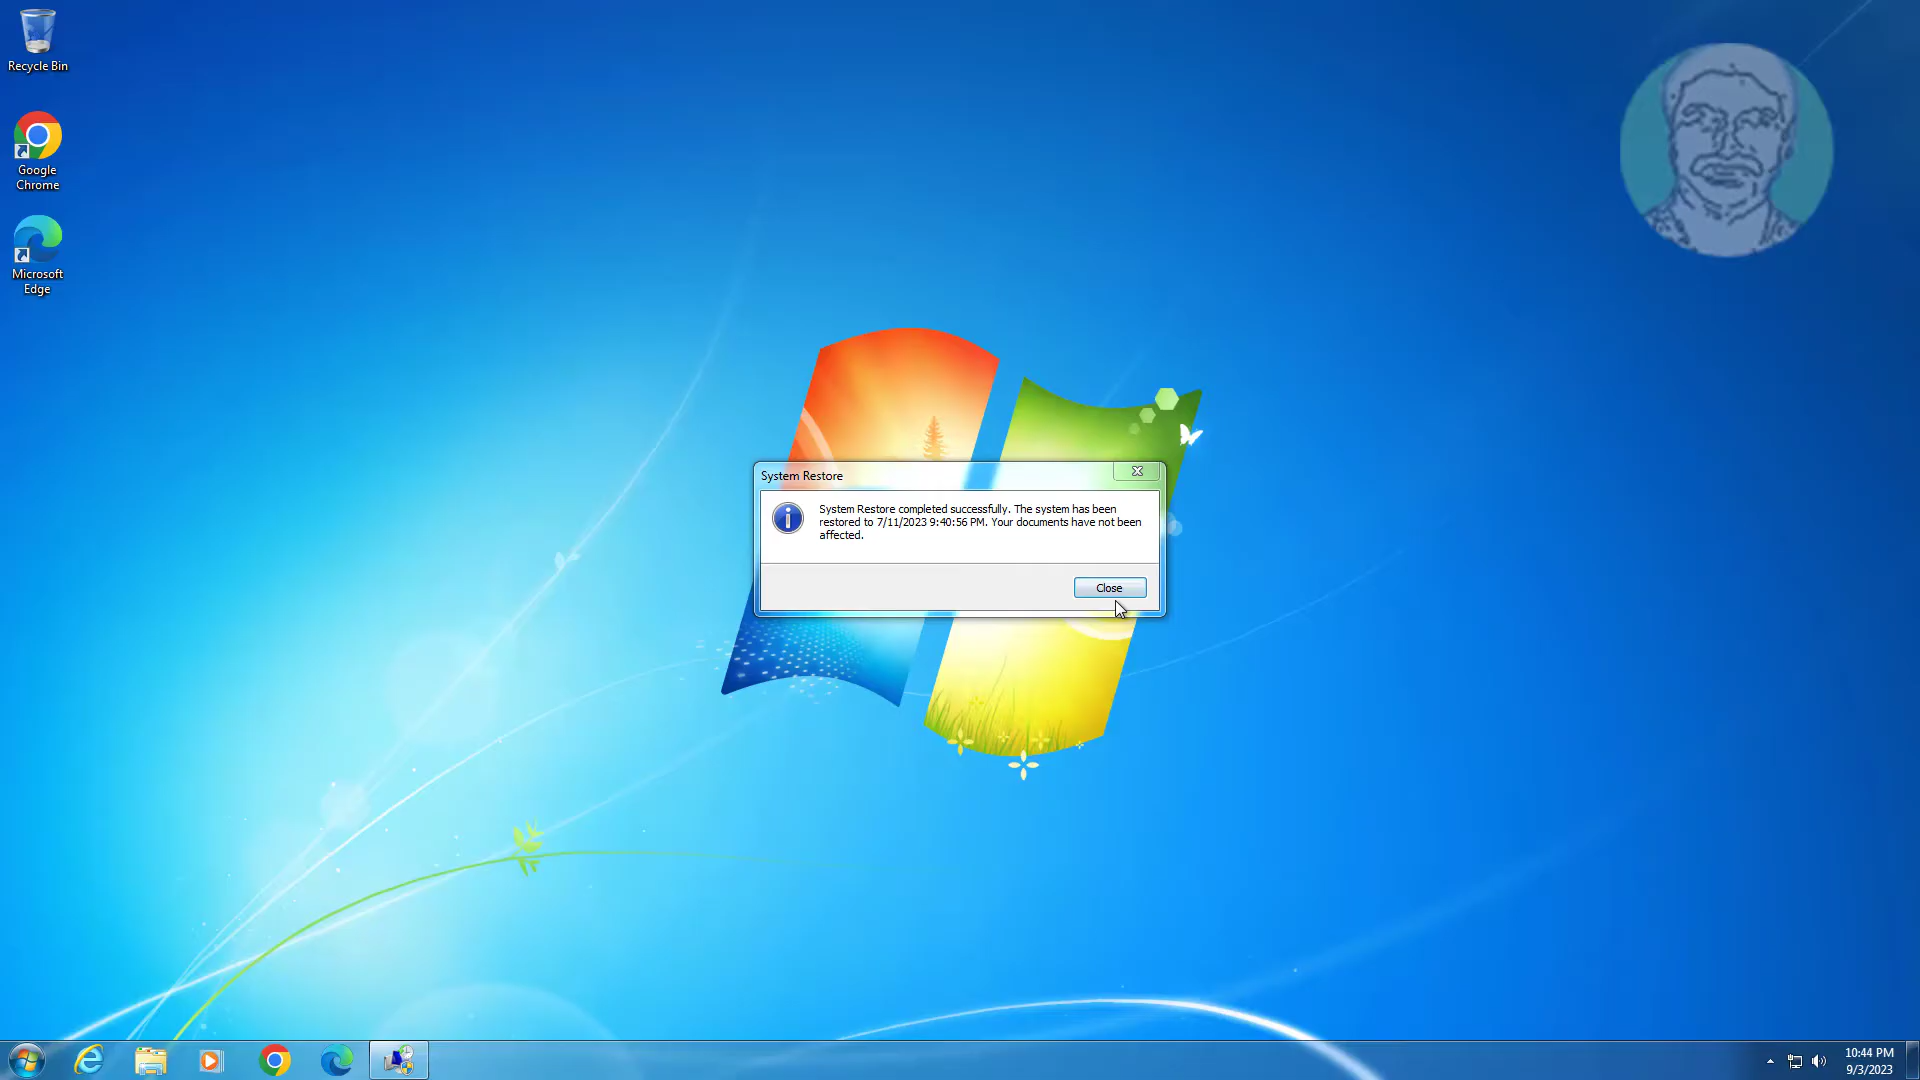 Recycle Bin
Google
Chrome
Microsoft
Edge
System Restore
System Restore completed successfully. The system has been
restored to 7/11/2023 9:40:56 PM. Your documents have not been
affected.
Close
10:44 PM
9/3/2023